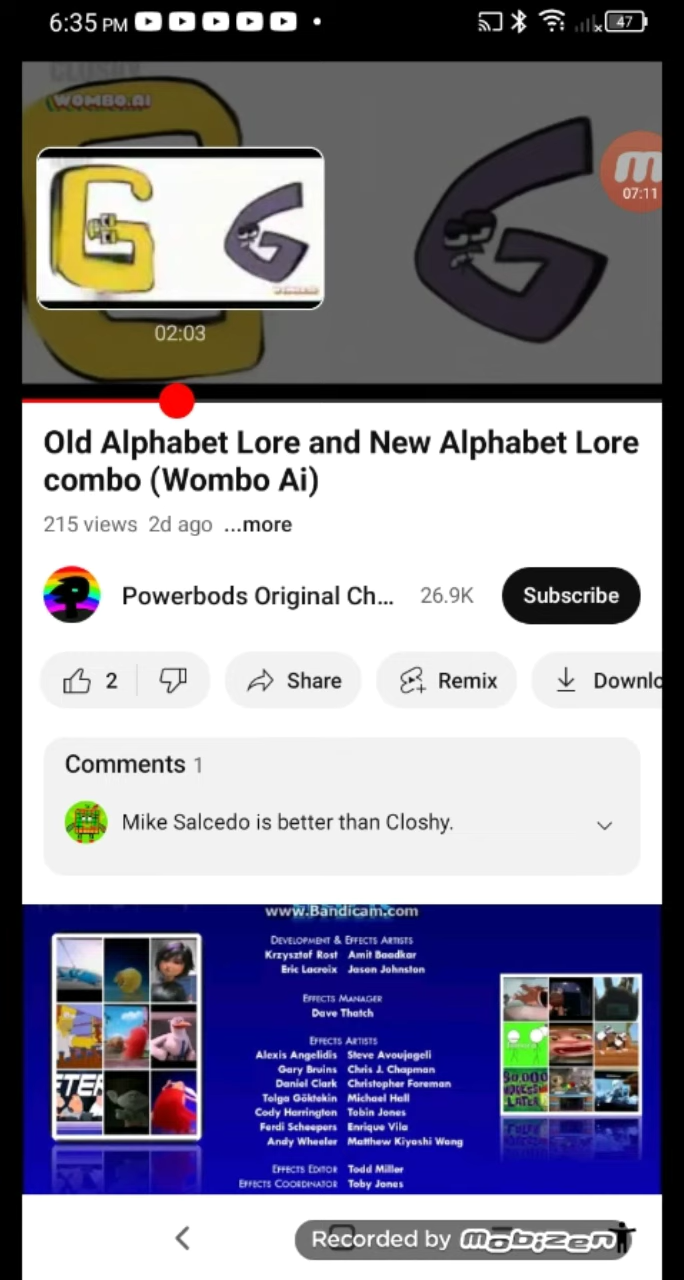 6:35 PM
47
CLOSHY
WOMBO.AI
07:11
02:03
Old Alphabet Lore and New Alphabet Lore
combo (Wombo Ai)
215 views 2d ago ...more
Powerbods Original Ch... 26.9K Subscribe
2 Share Remix Downlo
Comments 1
Mike Salcedo is better than Closhy.
www.Bandicam.com
Development & Effects Artists
Krzysztof Rost Amit Baadkar
Eric Lacroix Jason Johnston
Effects Manager
Dave Thatch
Effects Artists
Alexis Angelidis Steve Avoujageli
Gary Bruins Chris J. Chapman
Daniel Clark Christopher Foreman
Tolga Göktekin Michael Hall
Cody Harrington Tobin Jones
Ferdi Scheepers Enrique Vila
Andy Wheeler Matthew Kiyoshi Wong
Effects Editor Todd Miller
Effects Coordinator Toby Jones
Recorded by mobizen